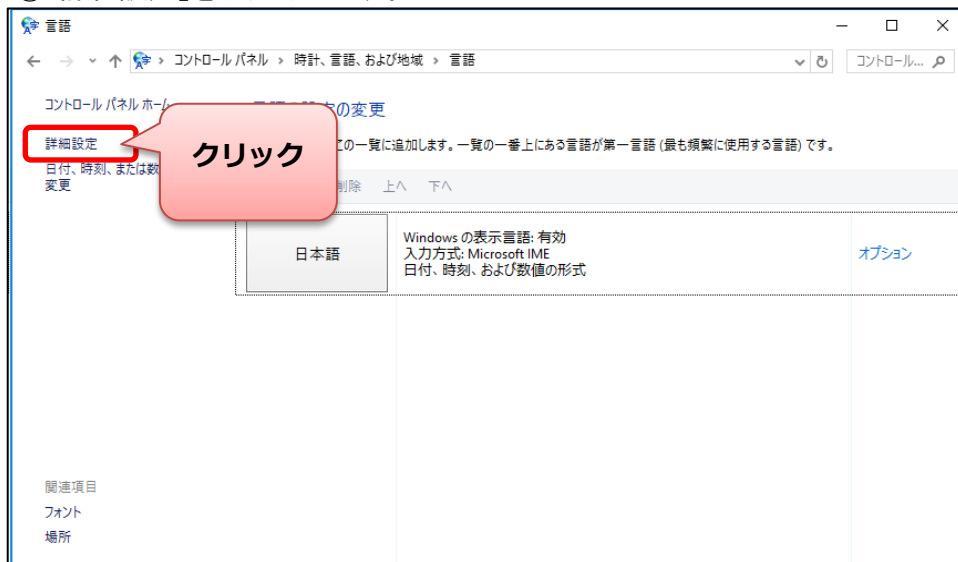 言語
コントロール パネル > 時計、言語、および地域 > 言語
コントロール...
コントロール パネル ホーム
の変更
詳細設定
クリック
の一覧に追加します。一覧の一番上にある言語が第一言語 (最も頻繁に使用する言語) です。
日付、時刻、または数
変更
削除 上へ 下へ
日本語
Windows の表示言語: 有効
入力方式: Microsoft IME
日付、時刻、および数値の形式
オプション
関連項目
フォント
場所